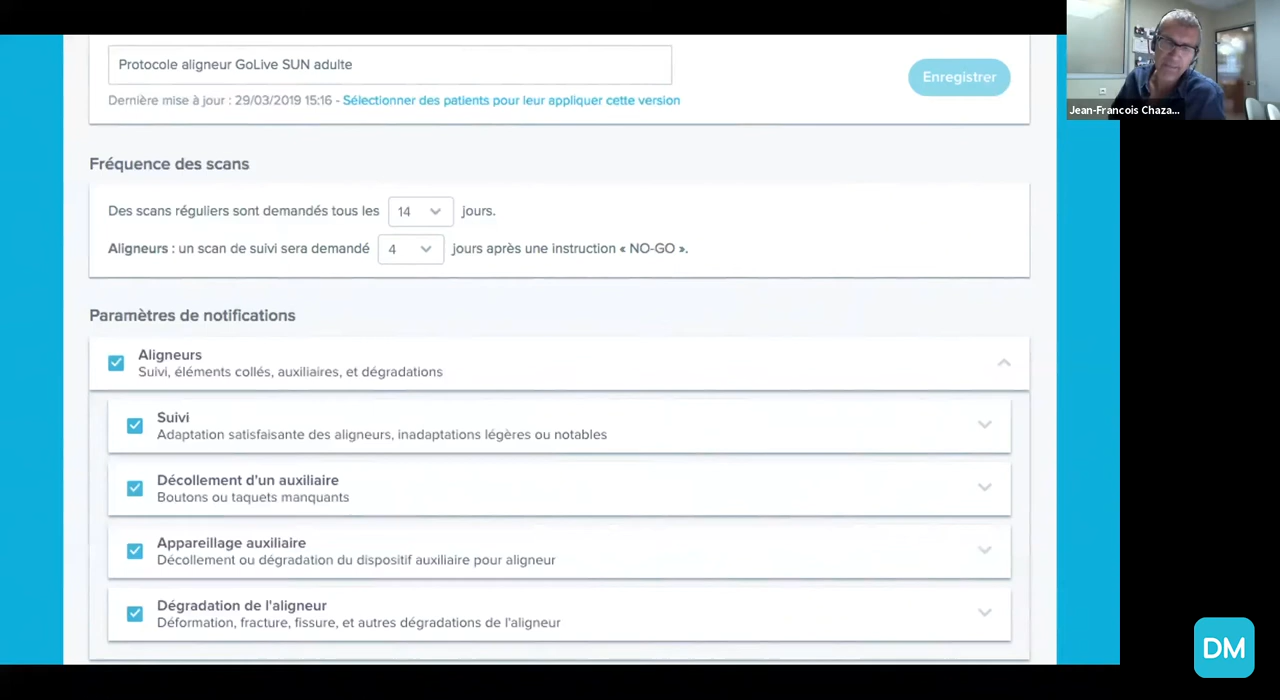 Protocole aligneur GoLive SUN adulte
Enregistrer
Dernière mise à jour : 29/03/2019 15:16 - Sélectionner des patients pour leur appliquer cette version
Jean-Francois Chaza...
Fréquence des scans
Des scans réguliers sont demandés tous les 14 jours.
Aligneurs : un scan de suivi sera demandé 4 jours après une instruction « NO-GO ».
Paramètres de notifications
Aligneurs
Suivi, éléments collés, auxiliaires, et dégradations
Suivi
Adaptation satisfaisante des aligneurs, inadaptations légères ou notables
Décollement d'un auxiliaire
Boutons ou taquets manquants
Appareillage auxiliaire
Décollement ou dégradation du dispositif auxiliaire pour aligneur
Dégradation de l'aligneur
Déformation, fracture, fissure, et autres dégradations de l'aligneur
DM